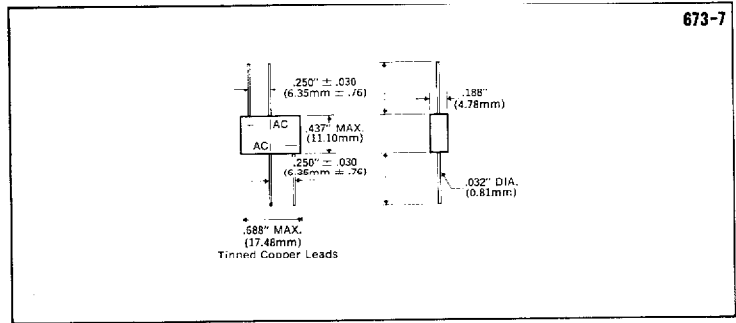 673-7
.250" ± .030
(6.35mm ± .76)
.188"
(4.78mm)
AC
.437" MAX.
(11.10mm)
AC
.250" ± .030
(6.35mm ± .76)
.032" DIA.
(0.81mm)
.688" MAX.
(17.48mm)
Tinned Copper Leads